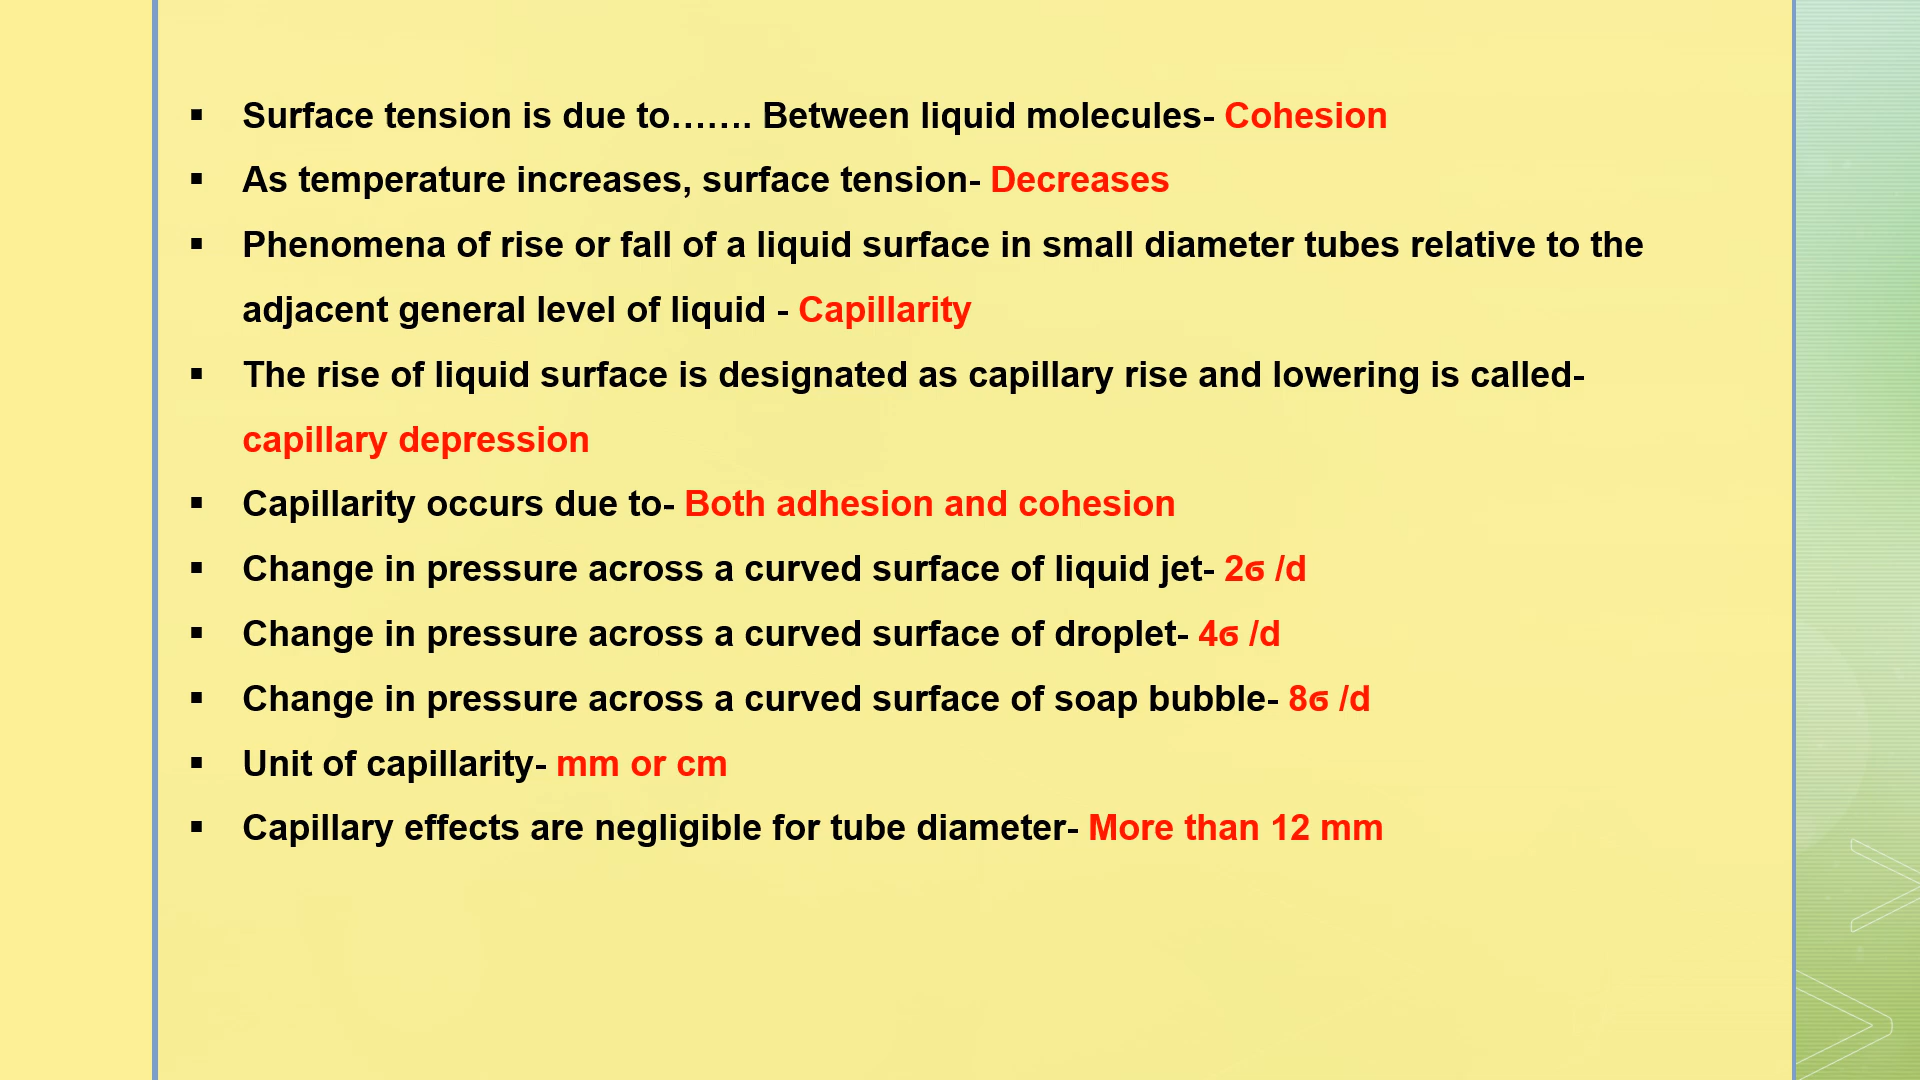 ▪ Surface tension is due to……. Between liquid molecules- Cohesion
▪ As temperature increases, surface tension- Decreases
▪ Phenomena of rise or fall of a liquid surface in small diameter tubes relative to the
adjacent general level of liquid - Capillarity
▪ The rise of liquid surface is designated as capillary rise and lowering is called-
capillary depression
▪ Capillarity occurs due to- Both adhesion and cohesion
▪ Change in pressure across a curved surface of liquid jet- 2ϭ /d
▪ Change in pressure across a curved surface of droplet- 4ϭ /d
▪ Change in pressure across a curved surface of soap bubble- 8ϭ /d
▪ Unit of capillarity- mm or cm
▪ Capillary effects are negligible for tube diameter- More than 12 mm